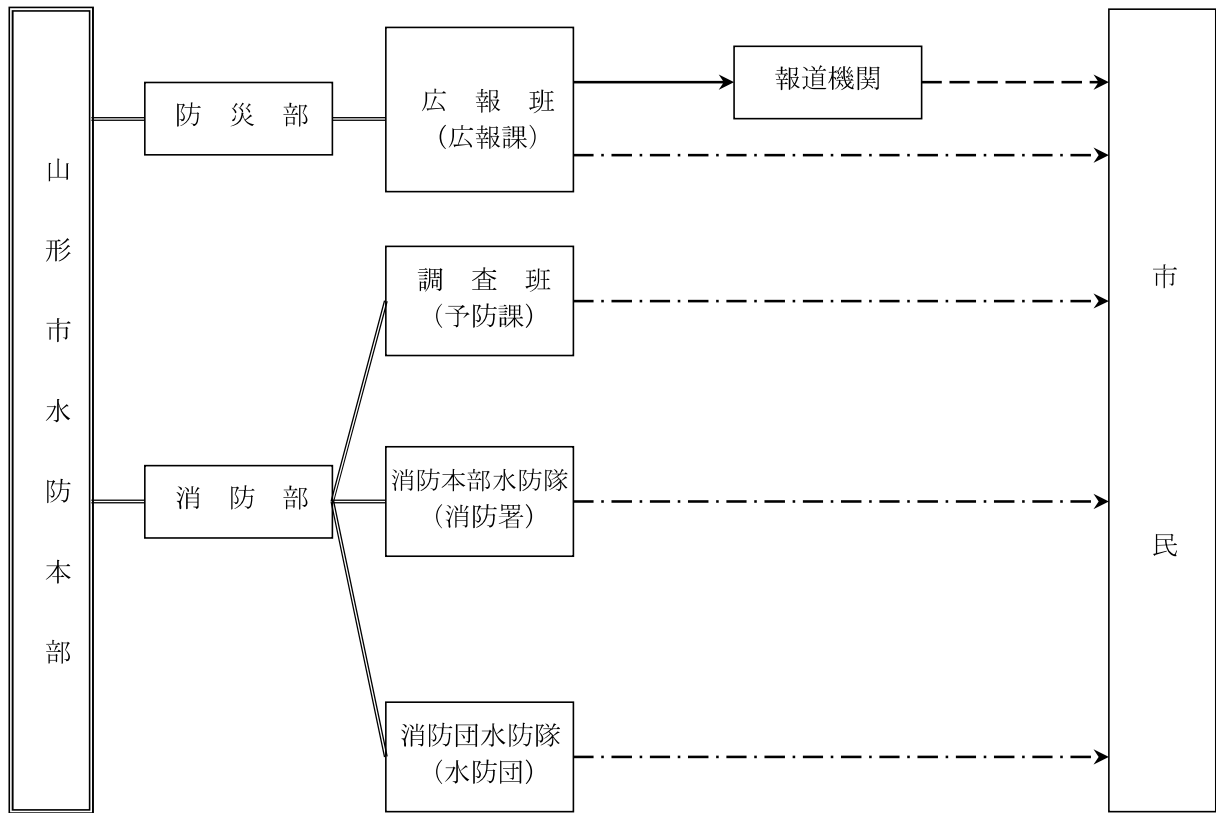 山形市水防本部
防　災　部
広　報　班
（広報課）
報道機関
調　査　班
（予防課）
消　防　部
消防本部水防隊
（消防署）
消防団水防隊
（水防団）
市民